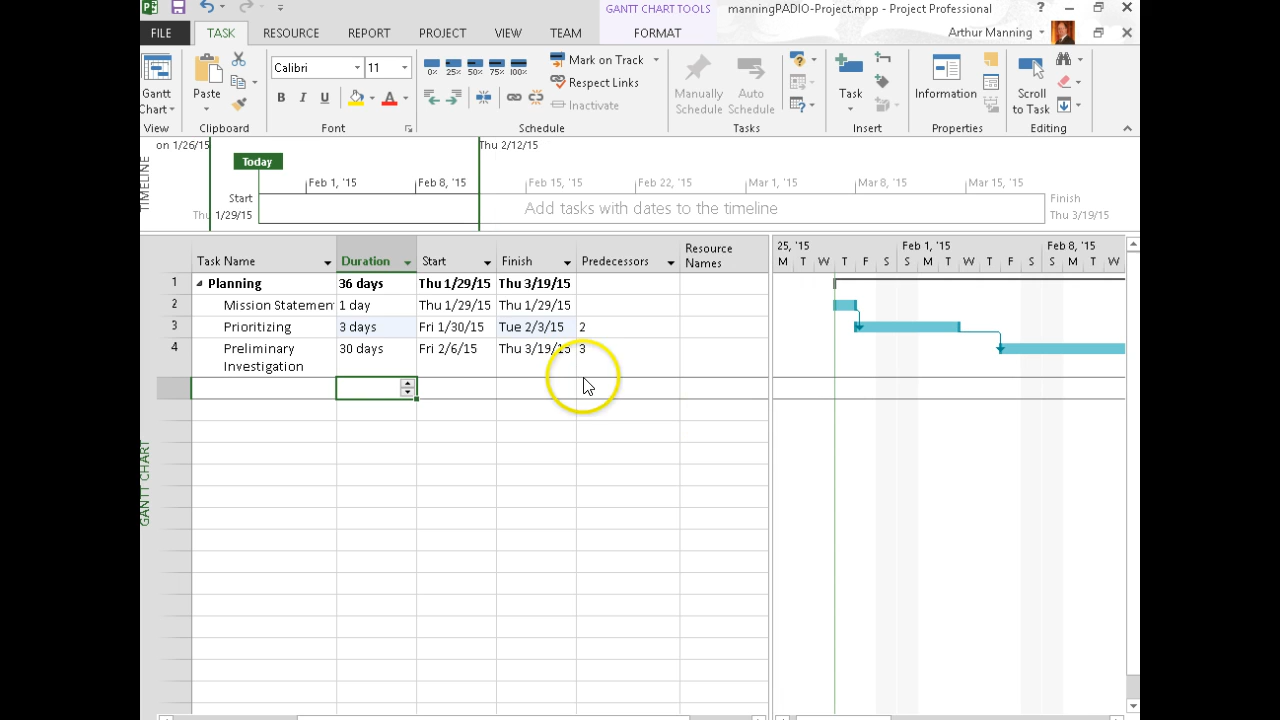 GANTT CHART TOOLS manningPADIO-Project.mpp - Project Professional
FILE TASK RESOURCE REPORT PROJECT VIEW TEAM FORMAT Arthur Manning
Gantt Chart
View
Paste
Clipboard
Calibri 11
B I U A
Font
0% 25% 50% 75% 100%
Mark on Track
Respect Links
Inactivate
Schedule
Manually Schedule
Auto Schedule
Tasks
Task
Insert
Information
Properties
Scroll to Task
Editing
TIMELINE
on 1/26/15 Thu 2/12/15
Today
Feb 1, '15 Feb 8, '15 Feb 15, '15 Feb 22, '15 Mar 1, '15 Mar 8, '15 Mar 15, '15
Start
Thu 1/29/15
Add tasks with dates to the timeline
Finish
Thu 3/19/15
Task Name Duration Start Finish Predecessors Resource Names
25, '15 Feb 1, '15 Feb 8, '15
M T W T F S S M T W T F S S M T W
1 Planning 36 days Thu 1/29/15 Thu 3/19/15
2 Mission Statemen 1 day Thu 1/29/15 Thu 1/29/15
3 Prioritizing 3 days Fri 1/30/15 Tue 2/3/15 2
4 Preliminary Investigation 30 days Fri 2/6/15 Thu 3/19/15 3
GANTT CHART